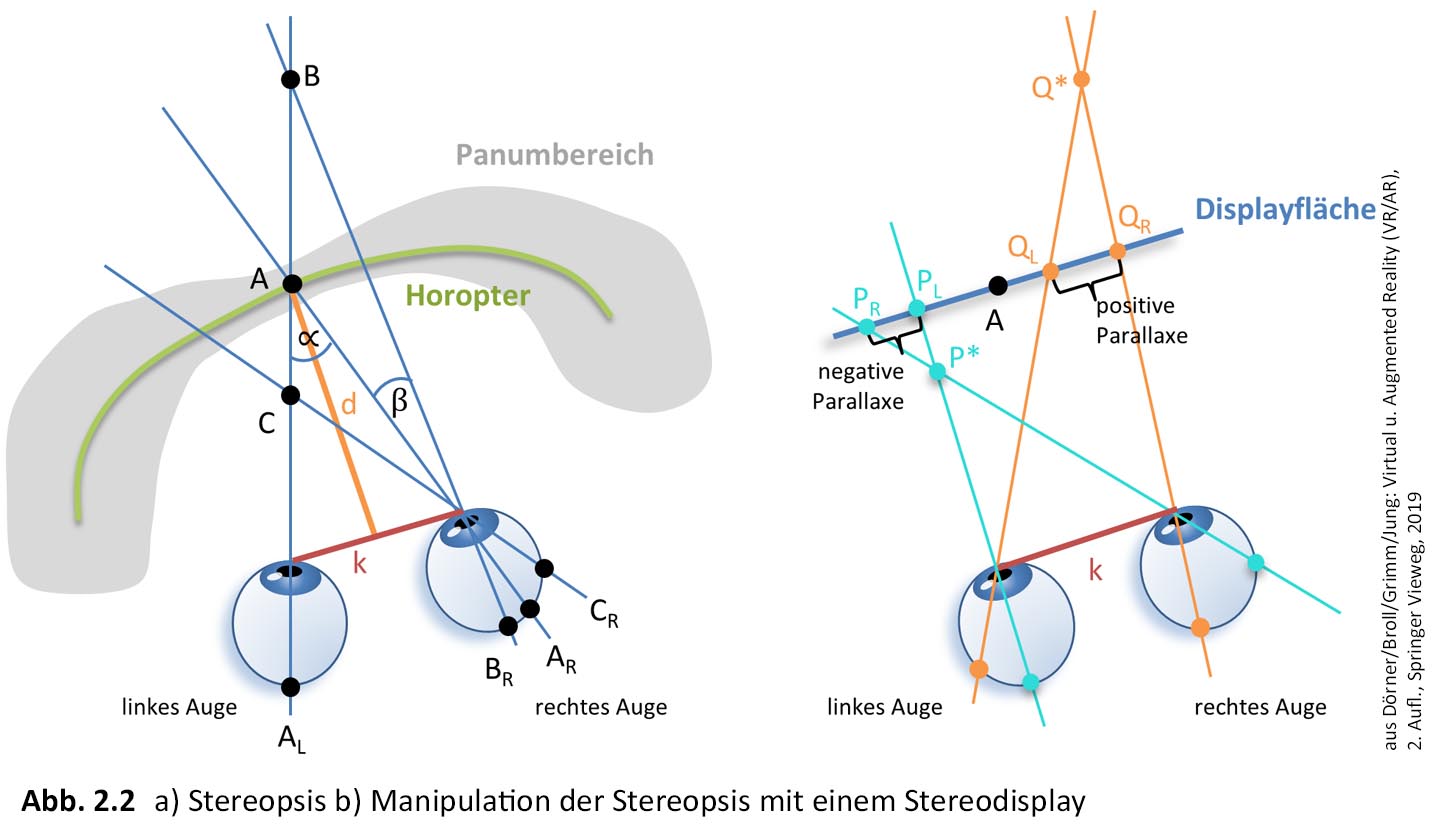 B
Panumbereich
A
Horopter
α
C
d
β
k
C_R
A_R
B_R
linkes Auge
rechtes Auge
A_L
Q*
Displayfläche
Q_R
Q_L
P_L
P_R
A
positive
Parallaxe
P*
negative
Parallaxe
k
linkes Auge
rechtes Auge
aus Dörner/Broll/Grimm/Jung: Virtual u. Augmented Reality (VR/AR),
2. Aufl., Springer Vieweg, 2019
Abb. 2.2 a) Stereopsis b) Manipulation der Stereopsis mit einem Stereodisplay